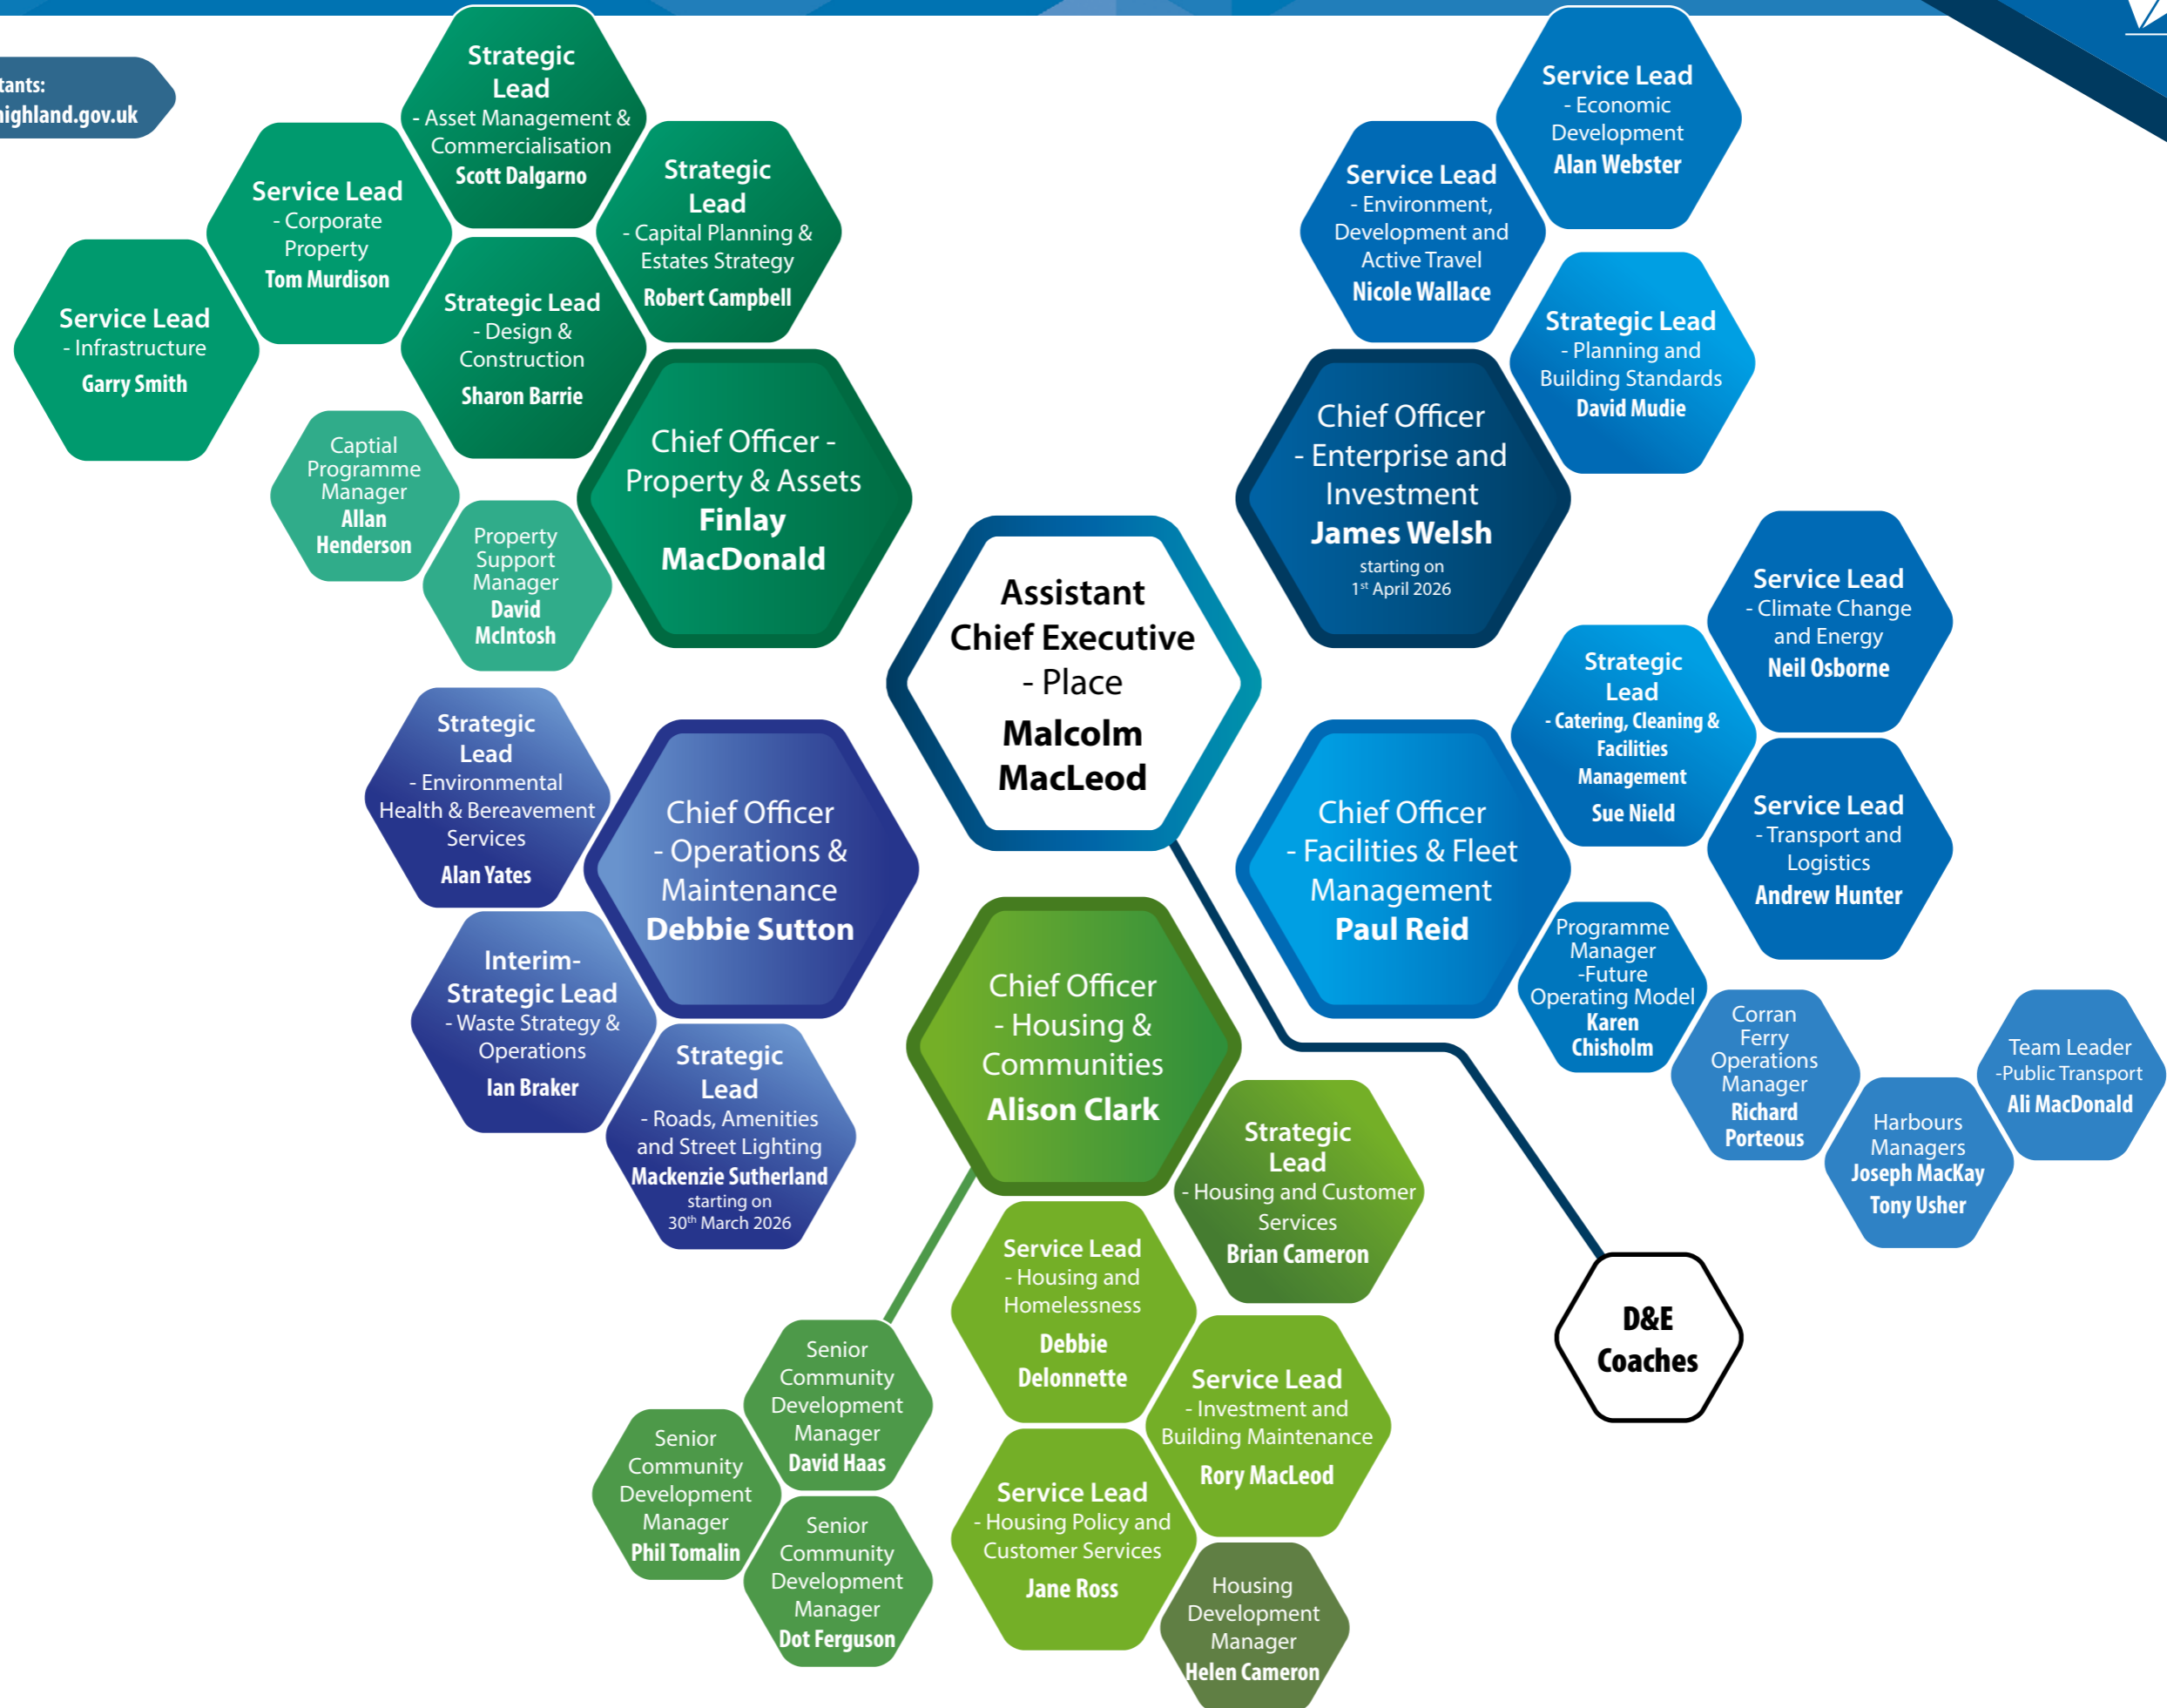 highland.gov.uk
Strategic
Lead
- Asset Management &
Commercialisation
Scott Dalgarno
Service Lead
- Corporate
Property
Tom Murdison
Strategic
Lead
- Capital Planning &
Estates Strategy
Robert Campbell
Service Lead
- Infrastructure
Garry Smith
Strategic Lead
- Design &
Construction
Sharon Barrie
Captial
Programme
Manager
Allan
Henderson
Property
Support
Manager
David
McIntosh
Chief Officer -
Property & Assets
Finlay
MacDonald
Service Lead
- Economic
Development
Alan Webster
Service Lead
- Environment,
Development and
Active Travel
Nicole Wallace
Strategic Lead
- Planning and
Building Standards
David Mudie
Chief Officer
- Enterprise and
Investment
James Welsh
starting on
1st April 2026
Assistant
Chief Executive
- Place
Malcolm
MacLeod
Service Lead
- Climate Change
and Energy
Neil Osborne
Strategic
Lead
- Catering, Cleaning &
Facilities
Management
Sue Nield
Service Lead
- Transport and
Logistics
Andrew Hunter
Chief Officer
- Facilities & Fleet
Management
Paul Reid
Programme
Manager
-Future
Operating Model
Karen
Chisholm
Corran
Ferry
Operations
Manager
Richard
Porteous
Harbours
Managers
Joseph MacKay
Tony Usher
Team Leader
-Public Transport
Ali MacDonald
Strategic
Lead
- Environmental
Health & Bereavement
Services
Alan Yates
Chief Officer
- Operations &
Maintenance
Debbie Sutton
Interim-
Strategic Lead
- Waste Strategy &
Operations
Ian Braker
Strategic
Lead
- Roads, Amenities
and Street Lighting
Mackenzie Sutherland
starting on
30th March 2026
Chief Officer
- Housing &
Communities
Alison Clark
Strategic
Lead
- Housing and Customer
Services
Brian Cameron
Service Lead
- Housing and
Homelessness
Debbie
Delonnette
Service Lead
- Investment and
Building Maintenance
Rory MacLeod
Service Lead
- Housing Policy and
Customer Services
Jane Ross
Housing
Development
Manager
Helen Cameron
Senior
Community
Development
Manager
David Haas
Senior
Community
Development
Manager
Phil Tomalin
Senior
Community
Development
Manager
Dot Ferguson
D&E
Coaches